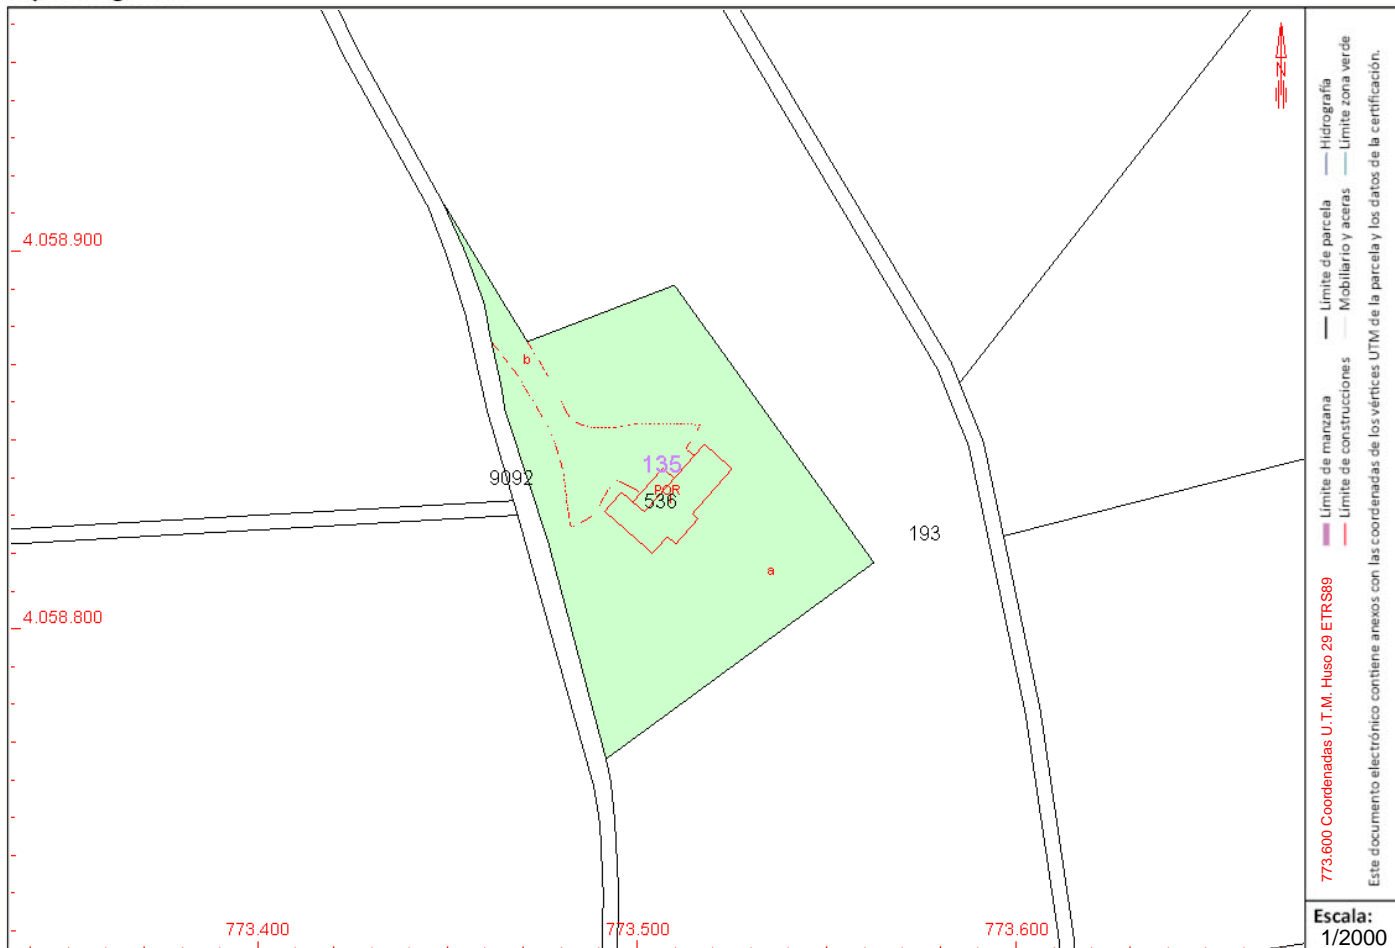 4.058.900
b
135
9092
POR
536
193
a
4.058.800
773.400
773.500
773.600
N
Límite de manzana
Límite de parcela
Hidrografía
Límite de construcciones
Mobiliario y aceras
Límite zona verde
773.600 Coordenadas U.T.M. Huso 29 ETRS89
Este documento electrónico contiene anexos con las coordenadas de los vértices UTM de la parcela y los datos de la certificación.
Escala:
1/2000